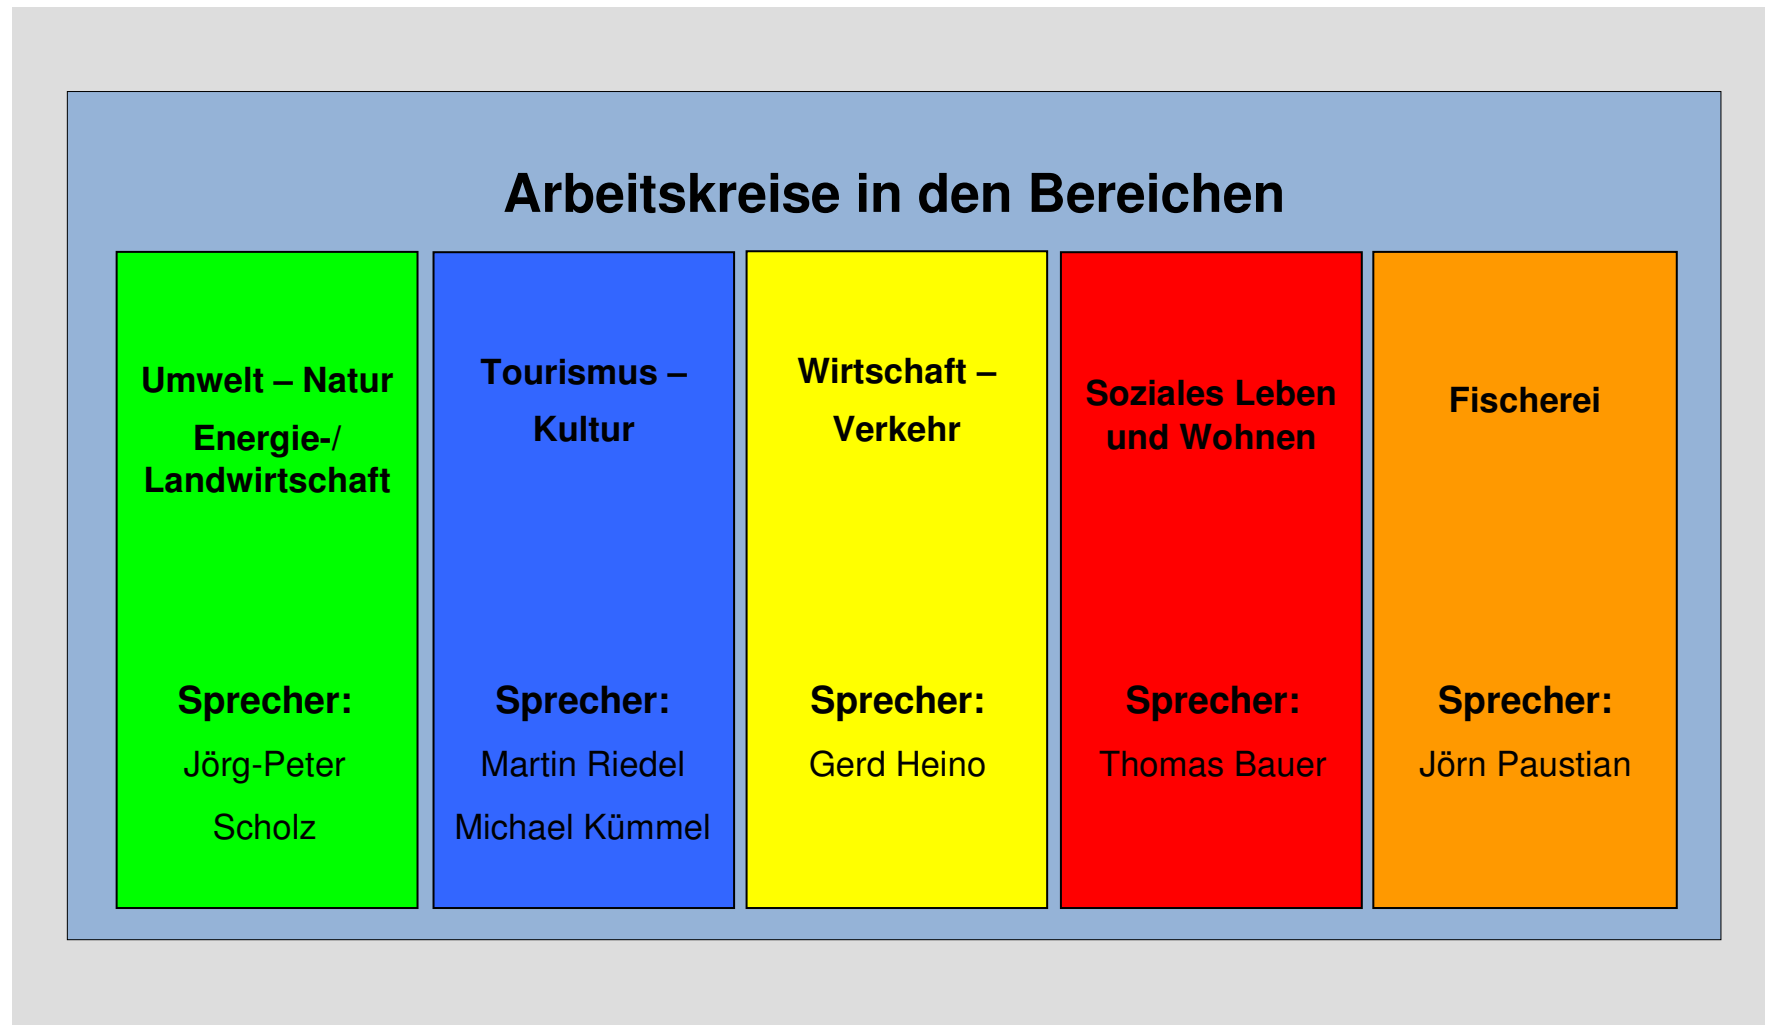 Arbeitskreise in den Bereichen
Umwelt – Natur
Energie-/
Landwirtschaft
Sprecher:
Jörg-Peter
Scholz
Tourismus –
Kultur
Sprecher:
Martin Riedel
Michael Kümmel
Wirtschaft –
Verkehr
Sprecher:
Gerd Heino
Soziales Leben
und Wohnen
Sprecher:
Thomas Bauer
Fischerei
Sprecher:
Jörn Paustian